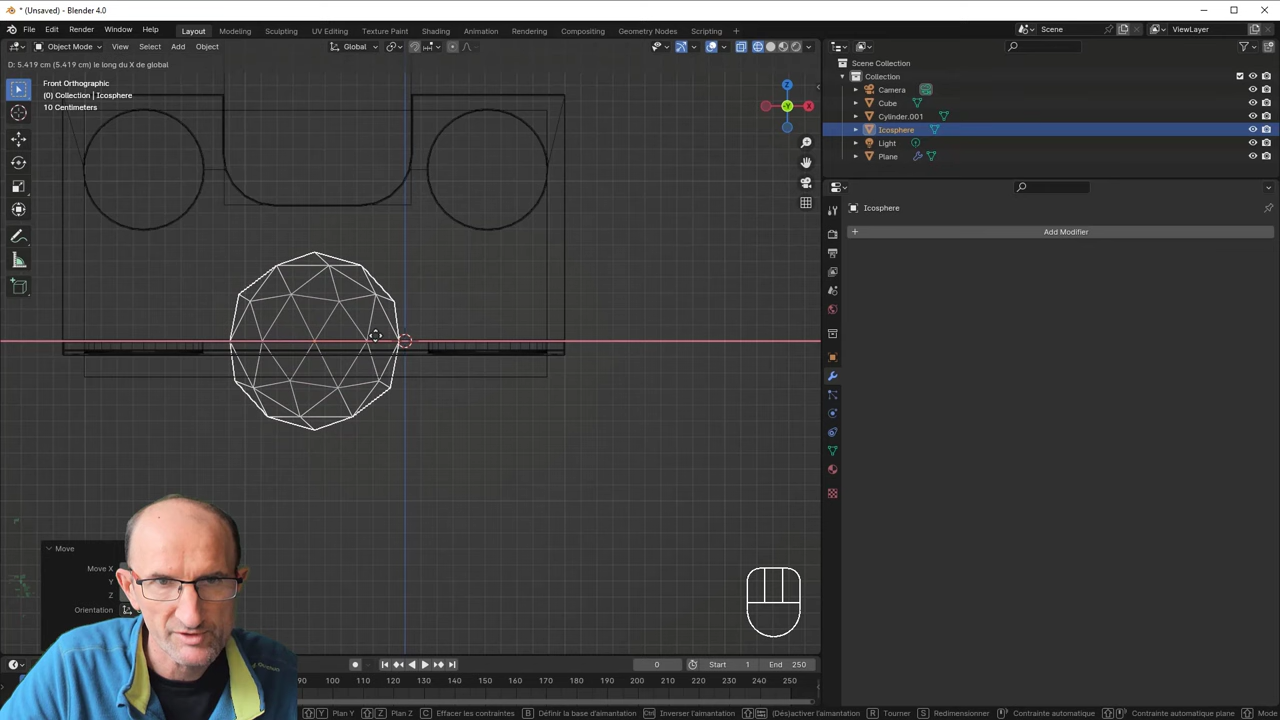 * (Unsaved) - Blender 4.0
File Edit Render Window Help
Layout Modeling Sculpting UV Editing Texture Paint Shading Animation Rendering Compositing Geometry Nodes Scripting +
Scene ViewLayer
Object Mode View Select Add Object Global
D: 5.419 cm (5.419 cm) le long du X de global
Front Orthographic
(0) Collection | Icosphere
10 Centimeters
Z
Y
X
Scene Collection
Collection
Camera
Cube
Cylinder.001
Icosphere
Light
Plane
Icosphere
Add Modifier
Move
Move X
Y
Z
Orientation
0 Start 1 End 250
90 100 110 120 130 140 150 160 170 180 190 200 210 220 230 240 250
Y Plan Y Z Plan Z C Effacer les contraintes B Définir la base d'aimantation Ctrl Inverser l'aimantation (Dés)activer l'aimantation R Tourner S Redimensionner Contrainte automatique Contrainte automatique plane Mode